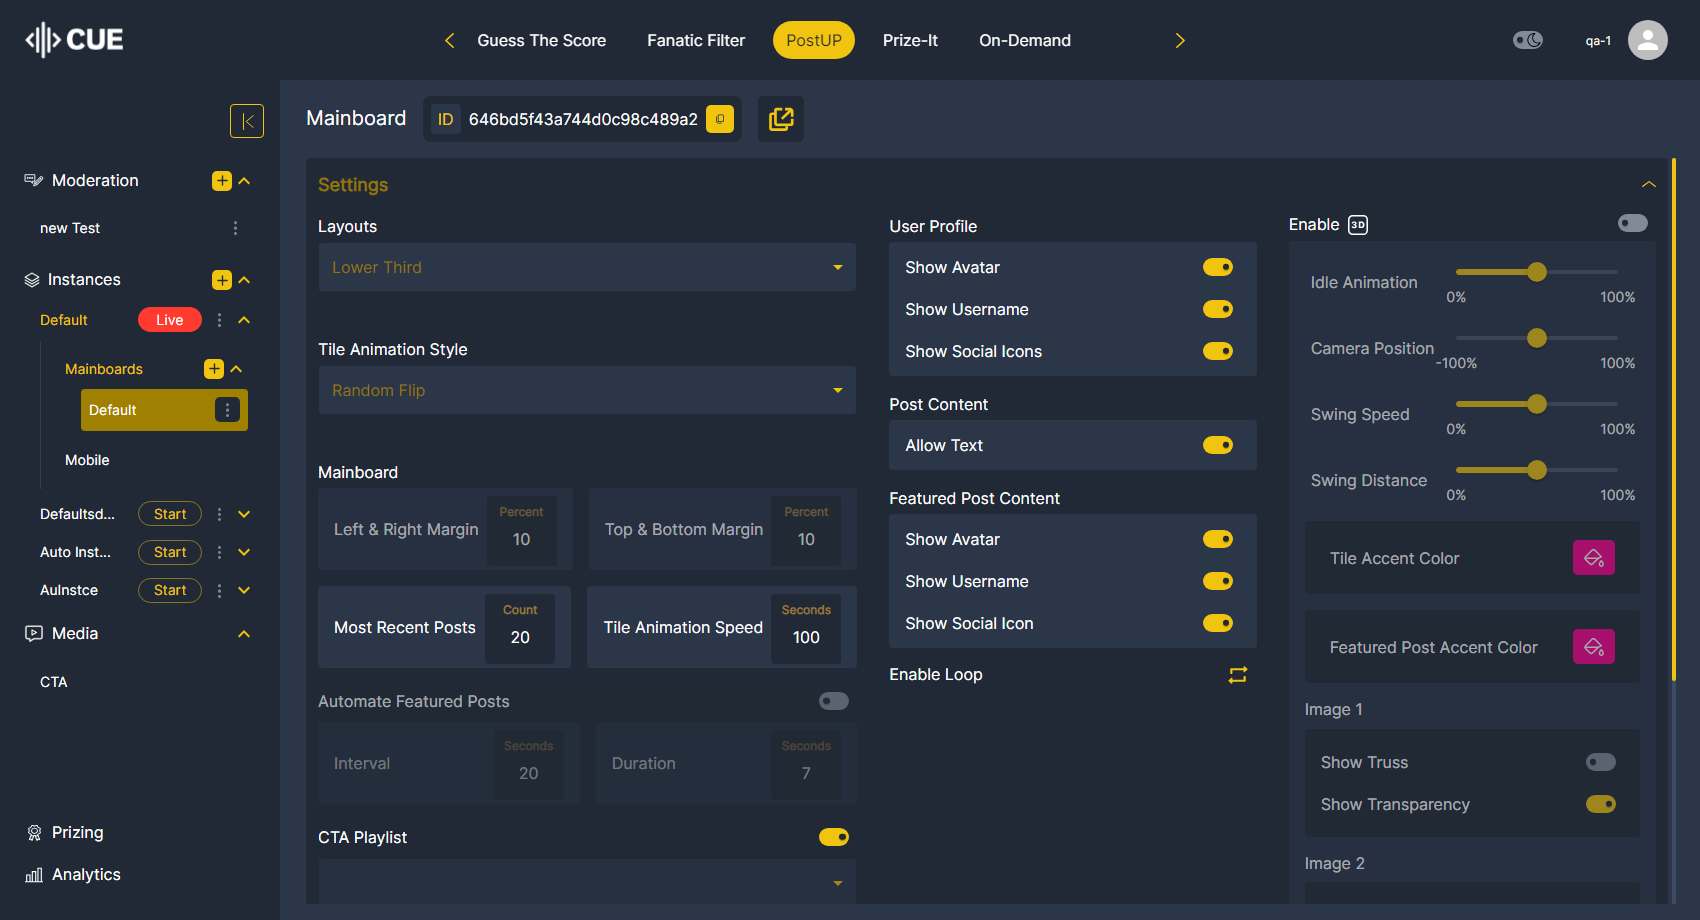 CUE
Guess The Score
Fanatic Filter
PostUP
Prize-It
On-Demand
qa-1
Moderation
new Test
Instances
Default
Live
Mainboards
Default
Mobile
Defaultsd...
Start
Auto Inst...
Start
AuInstce
Start
Media
CTA
Prizing
Analytics
Mainboard
ID
646bd5f43a744d0c98c489a2
Settings
Layouts
Lower Third
Tile Animation Style
Random Flip
Mainboard
Left & Right Margin
Percent
10
Top & Bottom Margin
Percent
10
Most Recent Posts
Count
20
Tile Animation Speed
Seconds
100
Automate Featured Posts
Interval
Seconds
20
Duration
Seconds
7
CTA Playlist
User Profile
Show Avatar
Show Username
Show Social Icons
Post Content
Allow Text
Featured Post Content
Show Avatar
Show Username
Show Social Icon
Enable Loop
Enable
3D
Idle Animation
0%
100%
Camera Position
-100%
100%
Swing Speed
0%
100%
Swing Distance
0%
100%
Tile Accent Color
Featured Post Accent Color
Image 1
Show Truss
Show Transparency
Image 2